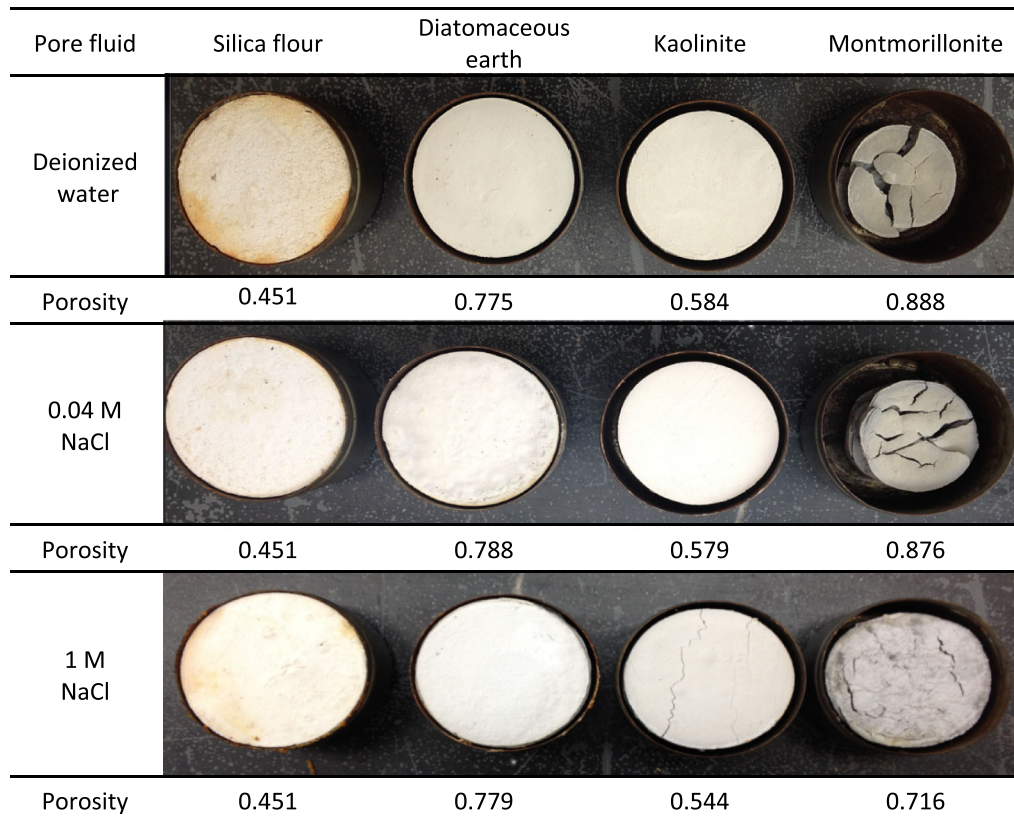 Pore fluid
Silica flour
Diatomaceous
earth
Kaolinite
Montmorillonite
Deionized
water
Porosity
0.451
0.775
0.584
0.888
0.04 M
NaCl
Porosity
0.451
0.788
0.579
0.876
1 M
NaCl
Porosity
0.451
0.779
0.544
0.716